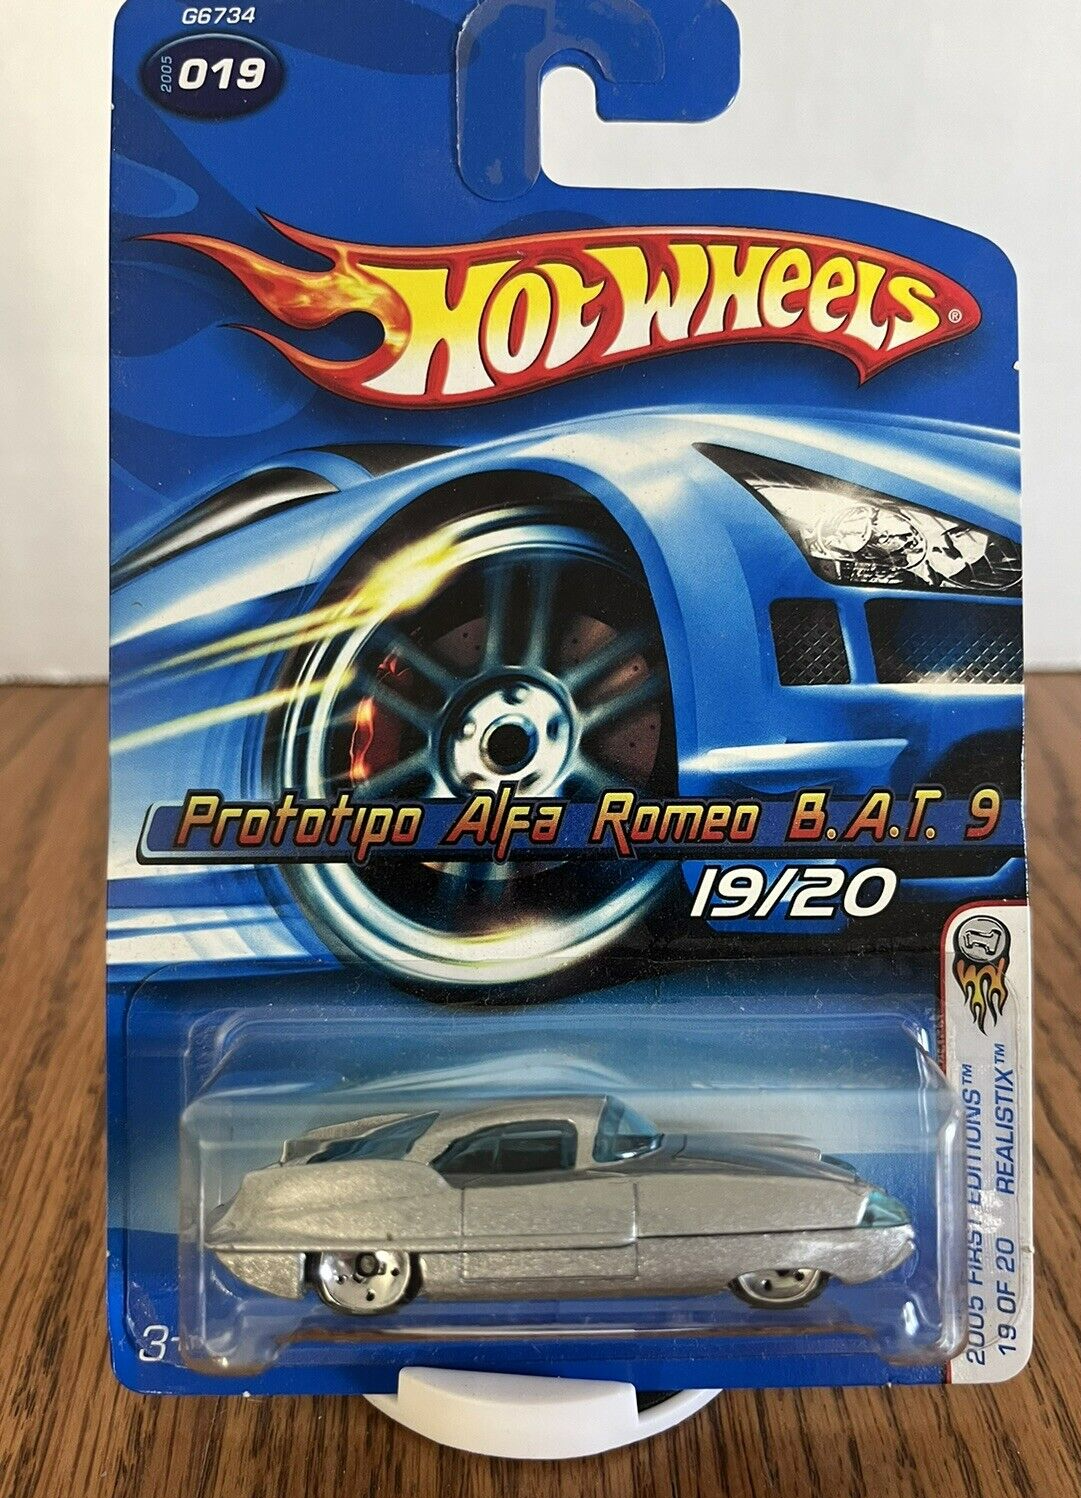 G6734
2005
019
HOT WHEELS®
Prototipo Alfa Romeo B.A.T. 9
19/20
2005 FIRST EDITIONS™
19 OF 20 REALISTIX™
3+